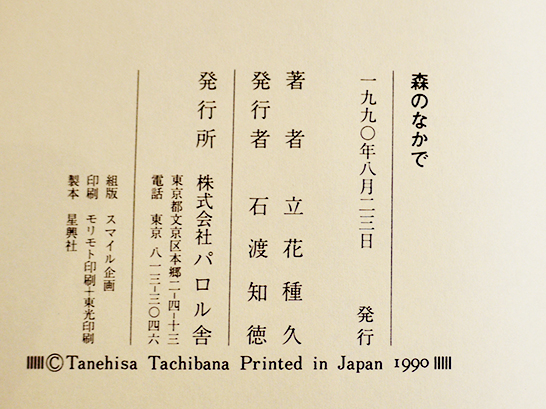 森のなかで
一九九〇年八月二三日　発行
著者　立花種久
発行者　石渡知徳
発行所　株式会社パロル舎
東京都文京区本郷二-四-十三
電話　東京　八一三-三〇四六
組版　スマイル企画
印刷　モリモト印刷+東光印刷
製本　星興社
©Tanehisa Tachibana Printed in Japan 1990